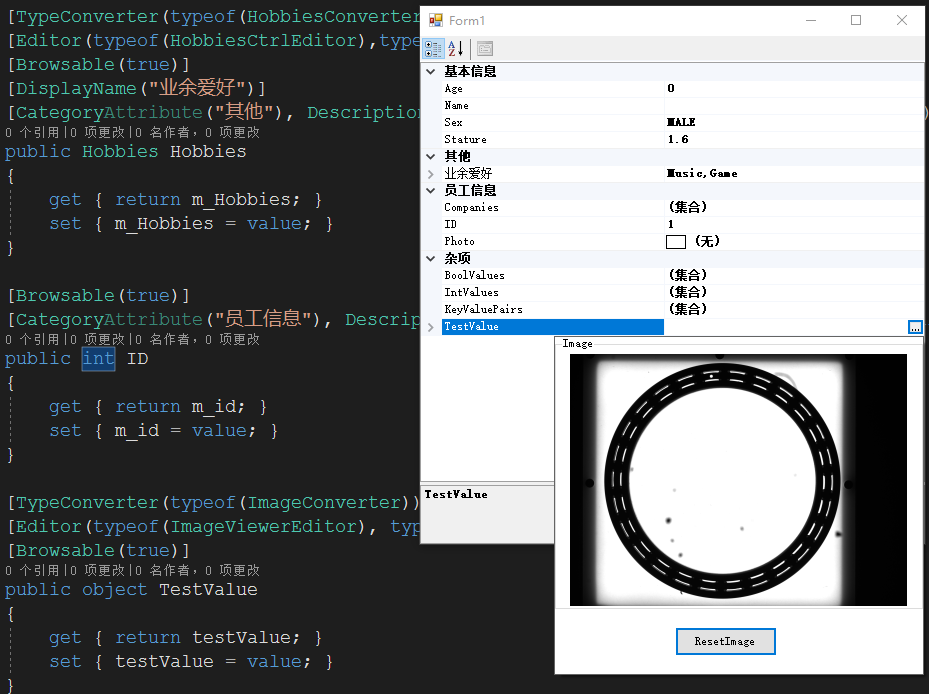 [TypeConverter(typeof(HobbiesConverter
[Editor(typeof(HobbiesCtrlEditor),type
[Browsable(true)]
[DisplayName("业余爱好")]
[CategoryAttribute("其他"), Description
0 个引用|0 项更改|0 名作者，0 项更改
public Hobbies Hobbies
{
get { return m_Hobbies; }
set { m_Hobbies = value; }
}
[Browsable(true)]
[CategoryAttribute("员工信息"), Descrip
0 个引用|0 项更改|0 名作者，0 项更改
public int ID
{
get { return m_id; }
set { m_id = value; }
}
[TypeConverter(typeof(ImageConverter))
[Editor(typeof(ImageViewerEditor), typ
[Browsable(true)]
0 个引用|0 项更改|0 名作者，0 项更改
public object TestValue
{
get { return testValue; }
set { testValue = value; }
}
Form1
基本信息
Age 0
Name
Sex MALE
Stature 1.6
其他
业余爱好 Music,Game
员工信息
Companies (集合)
ID 1
Photo (无)
杂项
BoolValues (集合)
IntValues (集合)
KeyValuePairs (集合)
TestValue ...
Image
TestValue
ResetImage